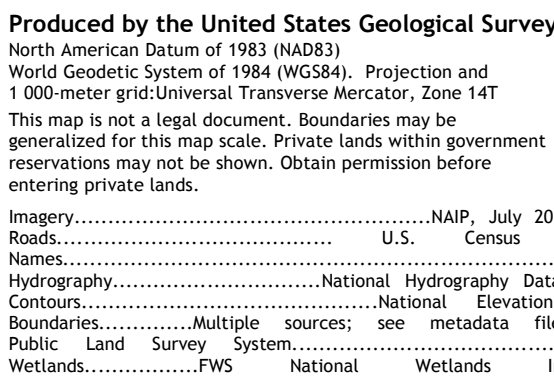 Produced by the United States Geological Survey
North American Datum of 1983 (NAD83)
World Geodetic System of 1984 (WGS84).  Projection and
1 000-meter grid:Universal Transverse Mercator, Zone 14T
This map is not a legal document. Boundaries may be
generalized for this map scale. Private lands within government
reservations may not be shown. Obtain permission before
entering private lands.
Imagery.....................................................NAIP, July
Roads......................................... U.S. Census
Names.........................................................................
Hydrography...............................National Hydrography
Contours............................................National Elevation
Boundaries..............Multiple sources; see metadata
Public Land Survey System.......................................
Wetlands.................FWS National Wetlands